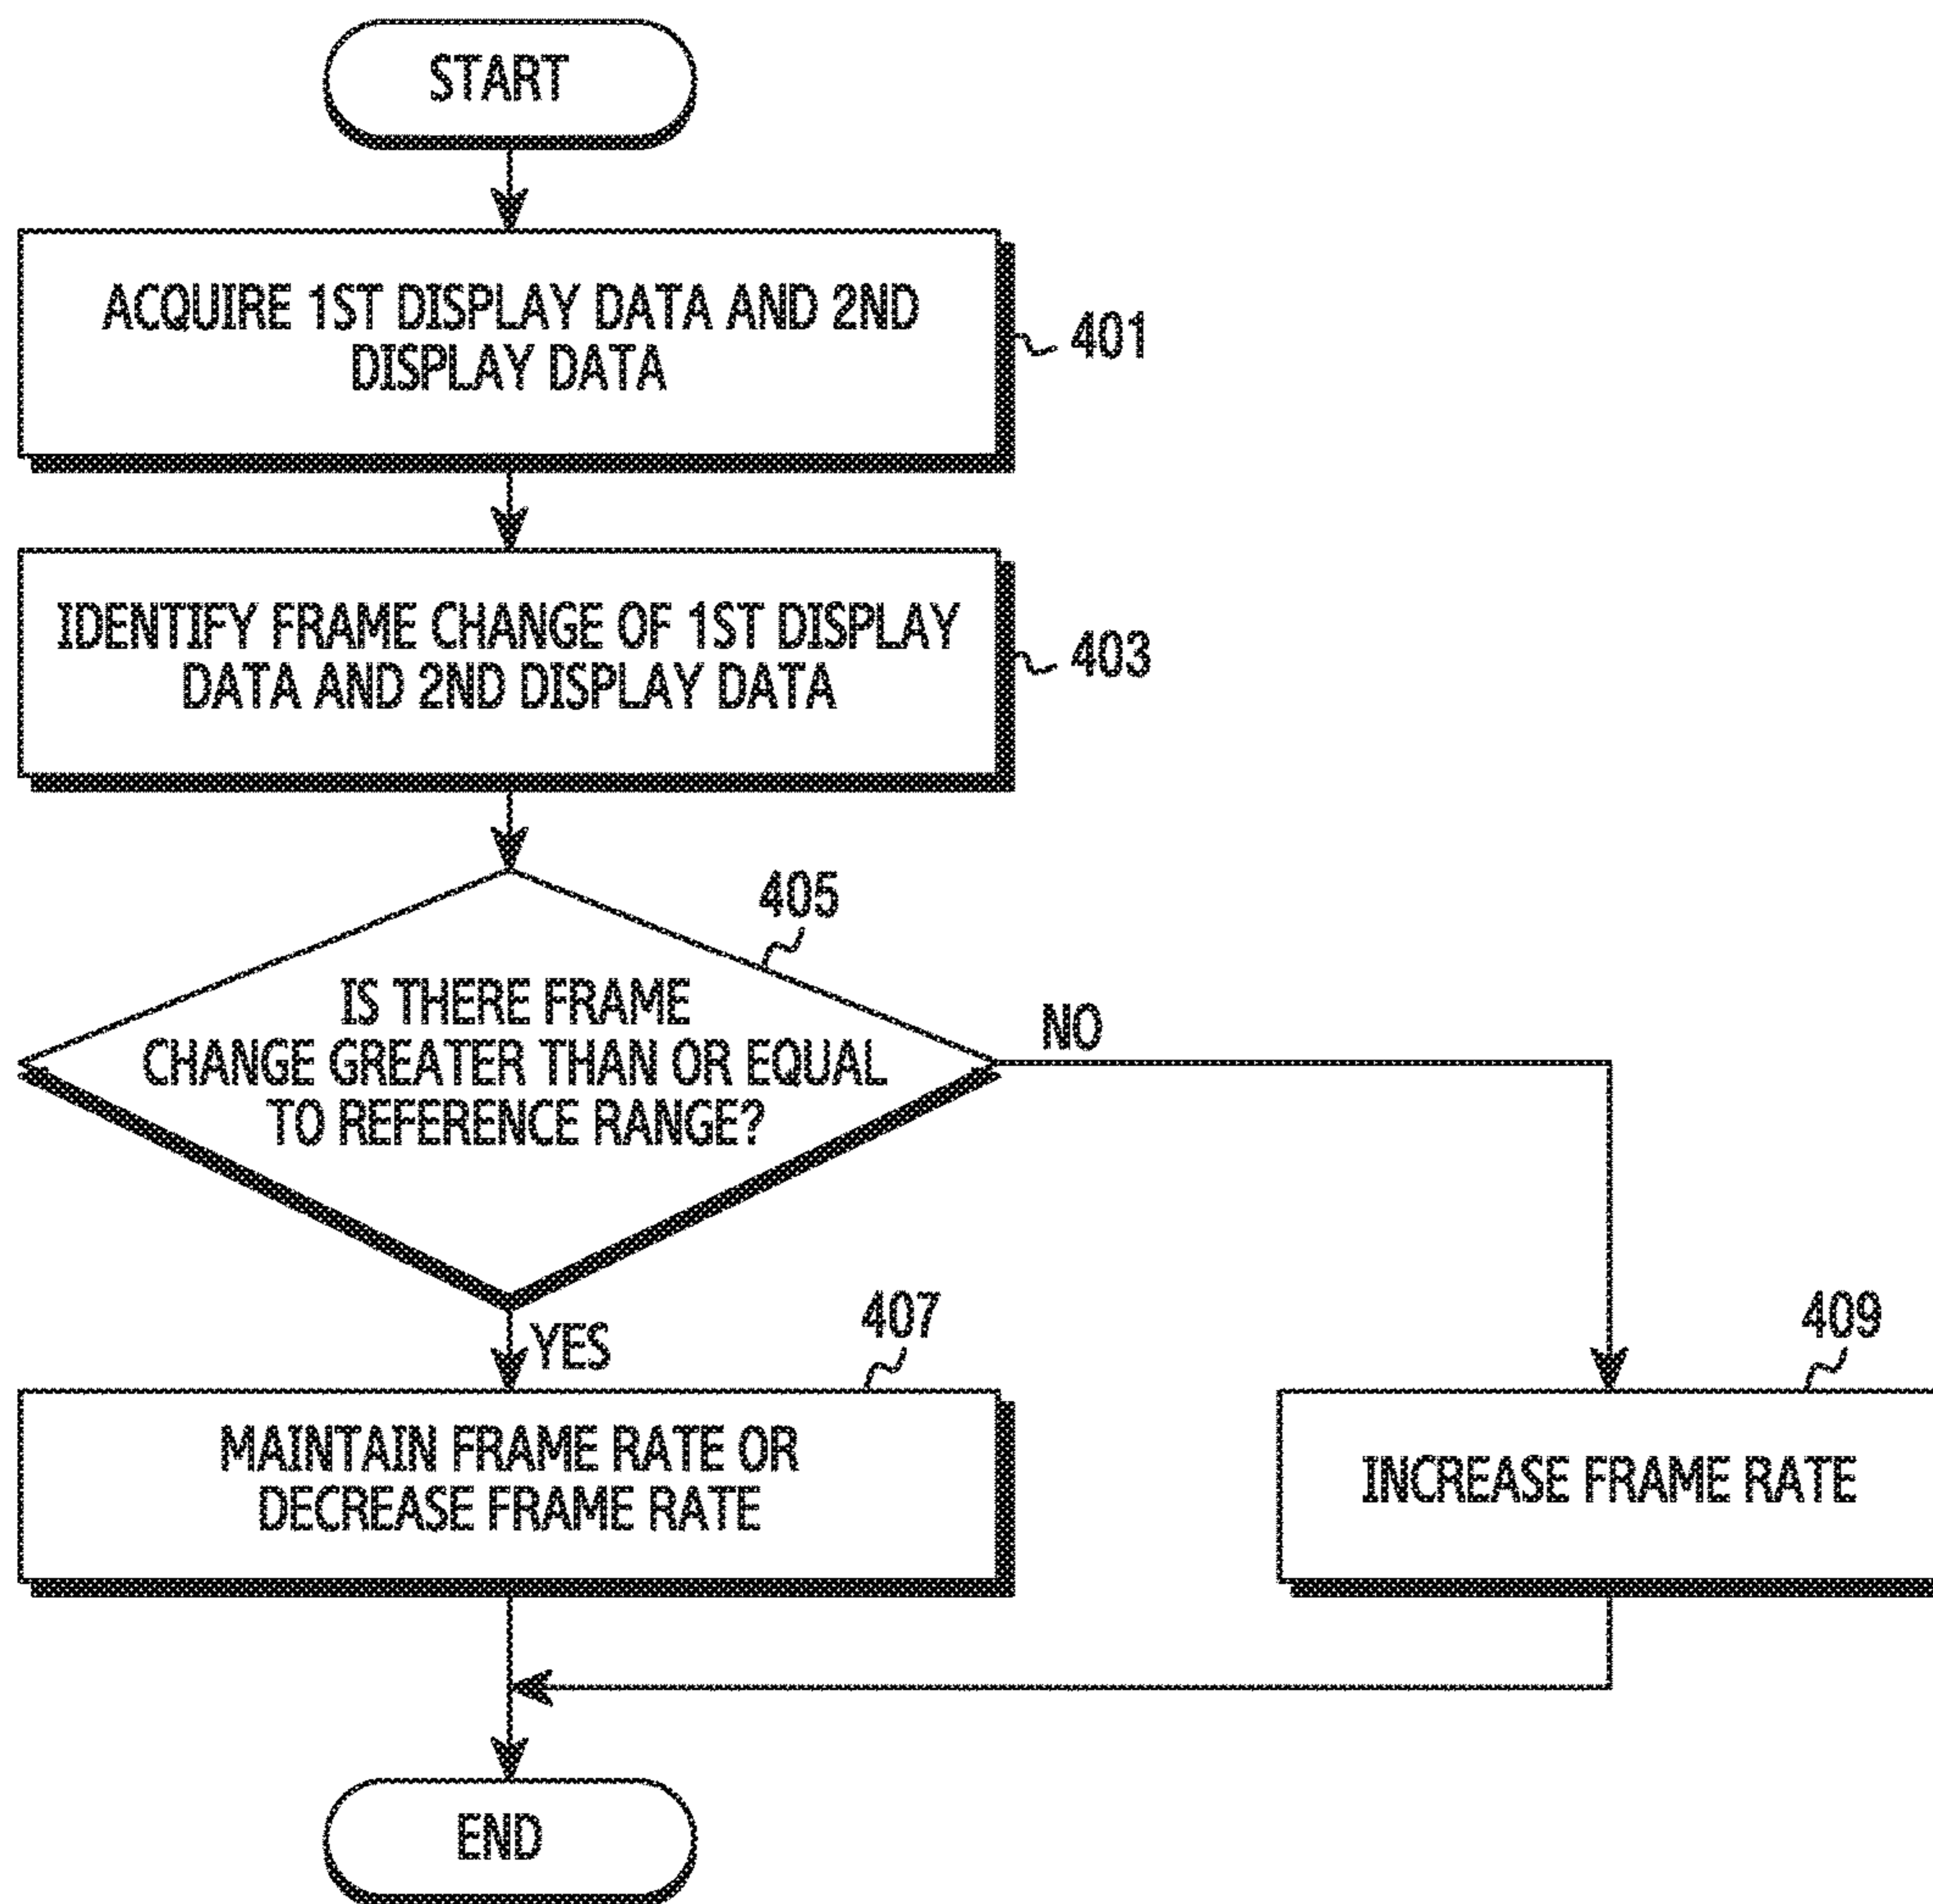 START
ACQUIRE 1ST DISPLAY DATA AND 2ND
DISPLAY DATA
401
IDENTIFY FRAME CHANGE OF 1ST DISPLAY
DATA AND 2ND DISPLAY DATA
403
405
IS THERE FRAME
CHANGE GREATER THAN OR EQUAL
TO REFERENCE RANGE?
NO
YES
407
MAINTAIN FRAME RATE OR
DECREASE FRAME RATE
409
INCREASE FRAME RATE
END